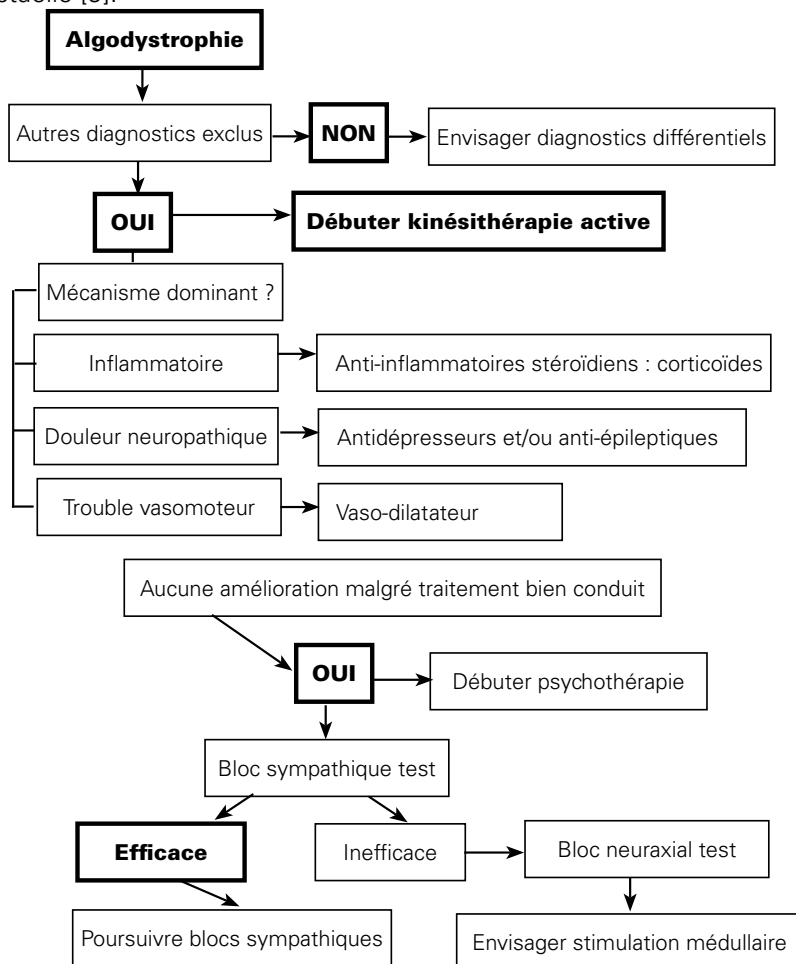 [5].
Algodystrophie
Autres diagnostics exclus
NON
Envisager diagnostics différentiels
OUI
Débuter kinésithérapie active
Mécanisme dominant ?
Inflammatoire
Anti-inflammatoires stéroïdiens : corticoïdes
Douleur neuropathique
Antidépresseurs et/ou anti-épileptiques
Trouble vasomoteur
Vaso-dilatateur
Aucune amélioration malgré traitement bien conduit
OUI
Débuter psychothérapie
Bloc sympathique test
Efficace
Inefficace
Bloc neuraxial test
Poursuivre blocs sympathiques
Envisager stimulation médullaire